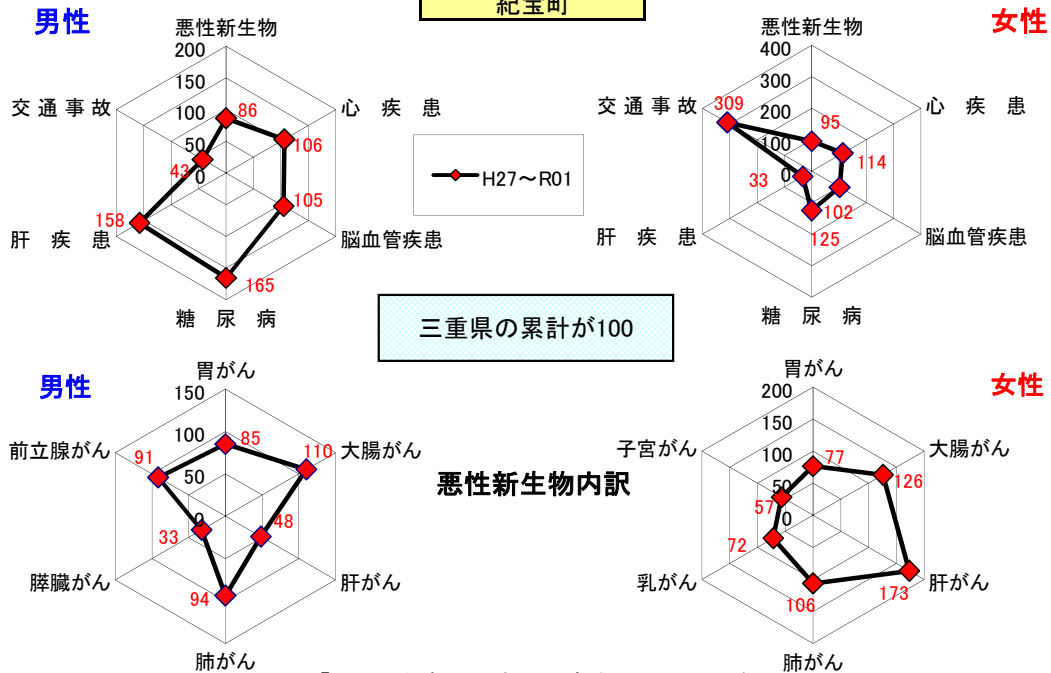 紀宝町
男性
悪性新生物
200
150
100
50
0
心 疾 患
脳血管疾患
糖 尿 病
肝 疾 患
交 通 事 故
86
106
105
165
158
43
H27～R01
女性
悪性新生物
400
300
200
100
0
心 疾 患
脳血管疾患
糖 尿 病
肝 疾 患
交 通 事 故
95
114
102
125
33
309
三重県の累計が100
男性
胃がん
150
100
50
0
大腸がん
肝がん
肺がん
膵臓がん
前立腺がん
85
110
48
94
33
91
悪性新生物内訳
女性
胃がん
200
150
100
50
0
大腸がん
肝がん
肺がん
乳がん
子宮がん
77
126
173
106
72
57